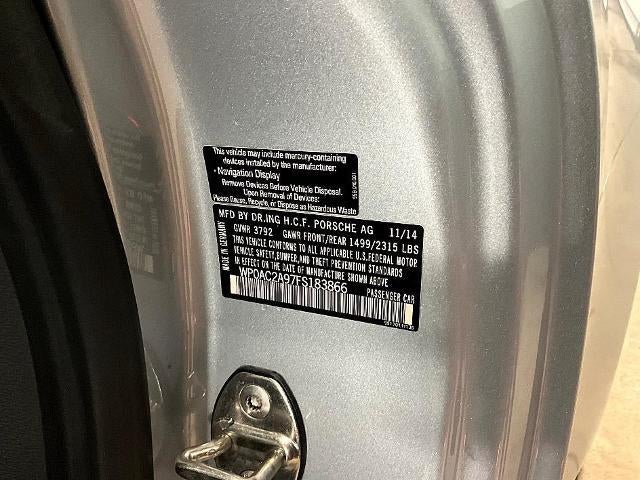 This vehicle may include mercury-containing
devices installed by the manufacturer:
• Navigation Display
Remove Devices Before Vehicle Disposal.
Upon Removal of Devices:
Please Reuse, Recycle, or Dispose as Hazardous Waste
MFD BY DR.ING H.C.F. PORSCHE AG 11/14
GVWR 3792 GAWR FRONT/REAR 1499/2315 LBS
THIS VEHICLE CONFORMS TO ALL APPLICABLE U.S.FEDERAL MOTOR
VEHICLE SAFETY,BUMPER,AND THEFT PREVENTION STANDARDS
IN EFFECT ON THE DATE OF MANUFACTURE SHOWN ABOVE
WP0AC2A97FS183866
PASSENGER CAR
MADE IN GERMANY